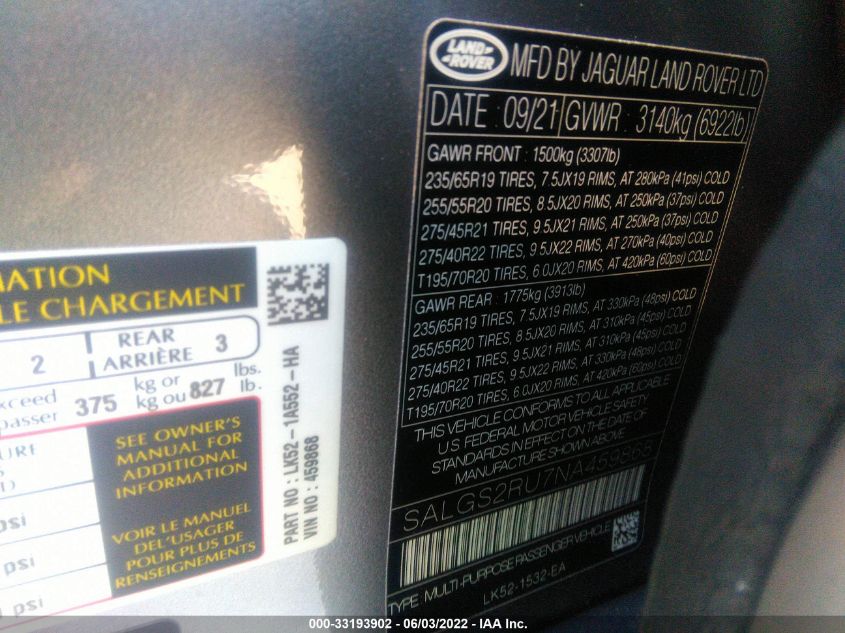 LAND ROVER
MFD BY JAGUAR LAND ROVER LTD
DATE : 09/21 GVWR : 3140kg (6922lb)
GAWR FRONT : 1500kg (3307lb)
235/65R19 TIRES, 7.5JX19 RIMS, AT 280kPa (41psi) COLD
255/55R20 TIRES, 8.5JX20 RIMS, AT 250kPa (37psi) COLD
275/45R21 TIRES, 9.5JX21 RIMS, AT 250kPa (37psi) COLD
275/40R22 TIRES, 9.5JX22 RIMS, AT 270kPa (40psi) COLD
T195/70R20 TIRES, 6.0JX20 RIMS, AT 420kPa (60psi) COLD
GAWR REAR : 1775kg (3913lb)
235/65R19 TIRES, 7.5JX19 RIMS, AT 330kPa (48psi) COLD
255/55R20 TIRES, 8.5JX20 RIMS, AT 310kPa (45psi) COLD
275/45R21 TIRES, 9.5JX21 RIMS, AT 310kPa (45psi) COLD
275/40R22 TIRES, 9.5JX22 RIMS, AT 330kPa (48psi) COLD
T195/70R20 TIRES, 6.0JX20 RIMS, AT 420kPa (60psi) COLD
THIS VEHICLE CONFORMS TO ALL APPLICABLE
U.S. FEDERAL MOTOR VEHICLE SAFETY
STANDARDS IN EFFECT ON THE DATE OF
MANUFACTURE SHOWN ABOVE.
SALGS2RU7NA459868
TYPE: MULTI-PURPOSE PASSENGER VEHICLE
LK52-1532-EA
MATION
LE CHARGEMENT
2 REAR ARRIÈRE 3
xceed
passer 375 kg or kg ou 827 lbs. lb.
URE
SEE OWNER'S
MANUAL FOR
ADDITIONAL
INFORMATION
VOIR LE MANUEL
DEL'USAGER
POUR PLUS DE
RENSEIGNEMENTS
psi
psi
psi
PART NO : LK52-1A552-HA
VIN NO : 459868
000-33193902 - 06/03/2022 - IAA Inc.